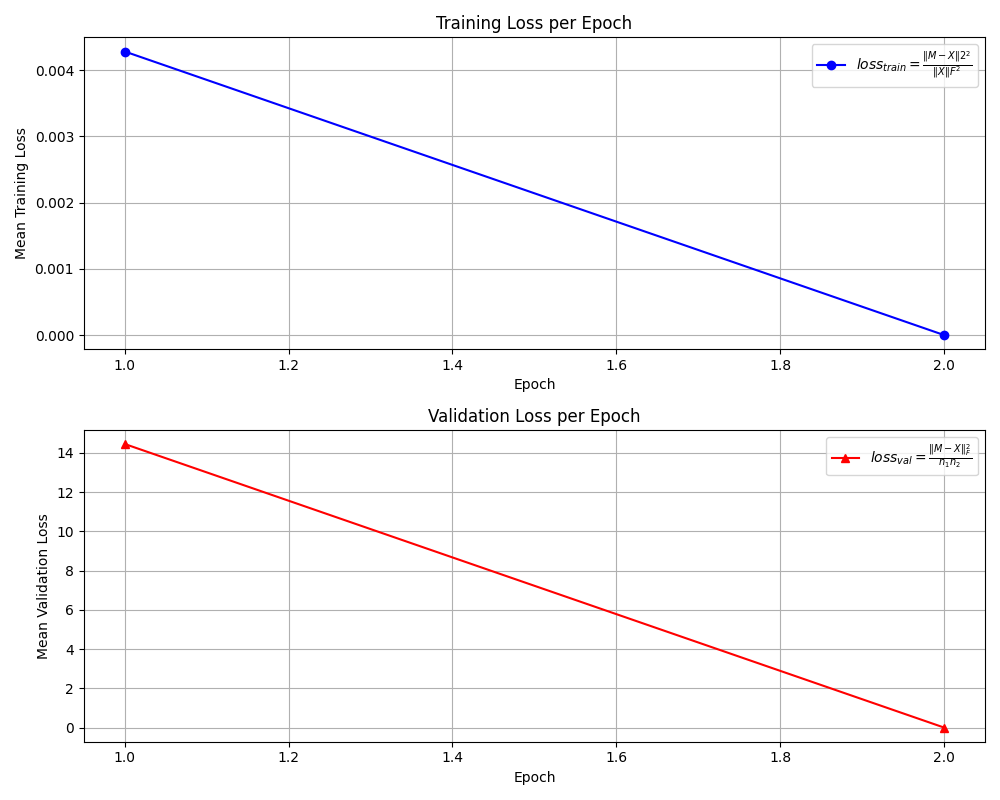 Training Loss per Epoch
loss_train = ‖M − X‖2² / ‖X‖F²
0.004
0.003
0.002
0.001
0.000
Mean Training Loss
1.0 1.2 1.4 1.6 1.8 2.0
Epoch
Validation Loss per Epoch
loss_val = ‖M − X‖²_F / n₁n₂
14
12
10
8
6
4
2
0
Mean Validation Loss
1.0 1.2 1.4 1.6 1.8 2.0
Epoch